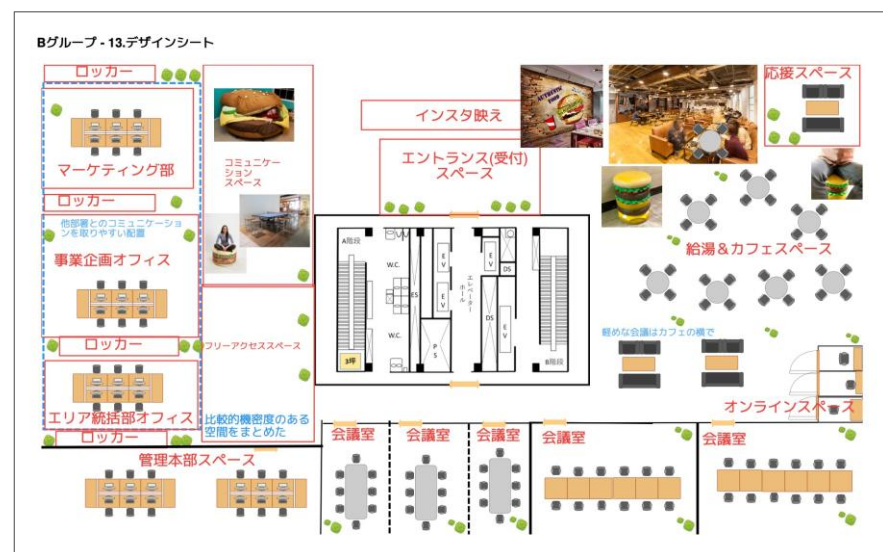 Bグループ - 13.デザインシート
ロッカー
マーケティング部
ロッカー
他部署とのコミュニケーショ
ンを取りやすい配置
事業企画オフィス
ロッカー
エリア統括部オフィス
ロッカー
管理本部スペース
コミュニケー
ション
スペース
フリーアクセススペース
比較的機密度のある
空間をまとめた
インスタ映え
エントランス(受付)
スペース
A階段
W.C.
W.C.
3坪
ES
EV
EV
PS
エレベーター
ホール
EV
DS
DS
EV
B階段
AUTHENTIC
FOOD
応接スペース
給湯&カフェスペース
軽めな会議はカフェの横で
オンラインスペース
会議室
会議室
会議室
会議室
会議室